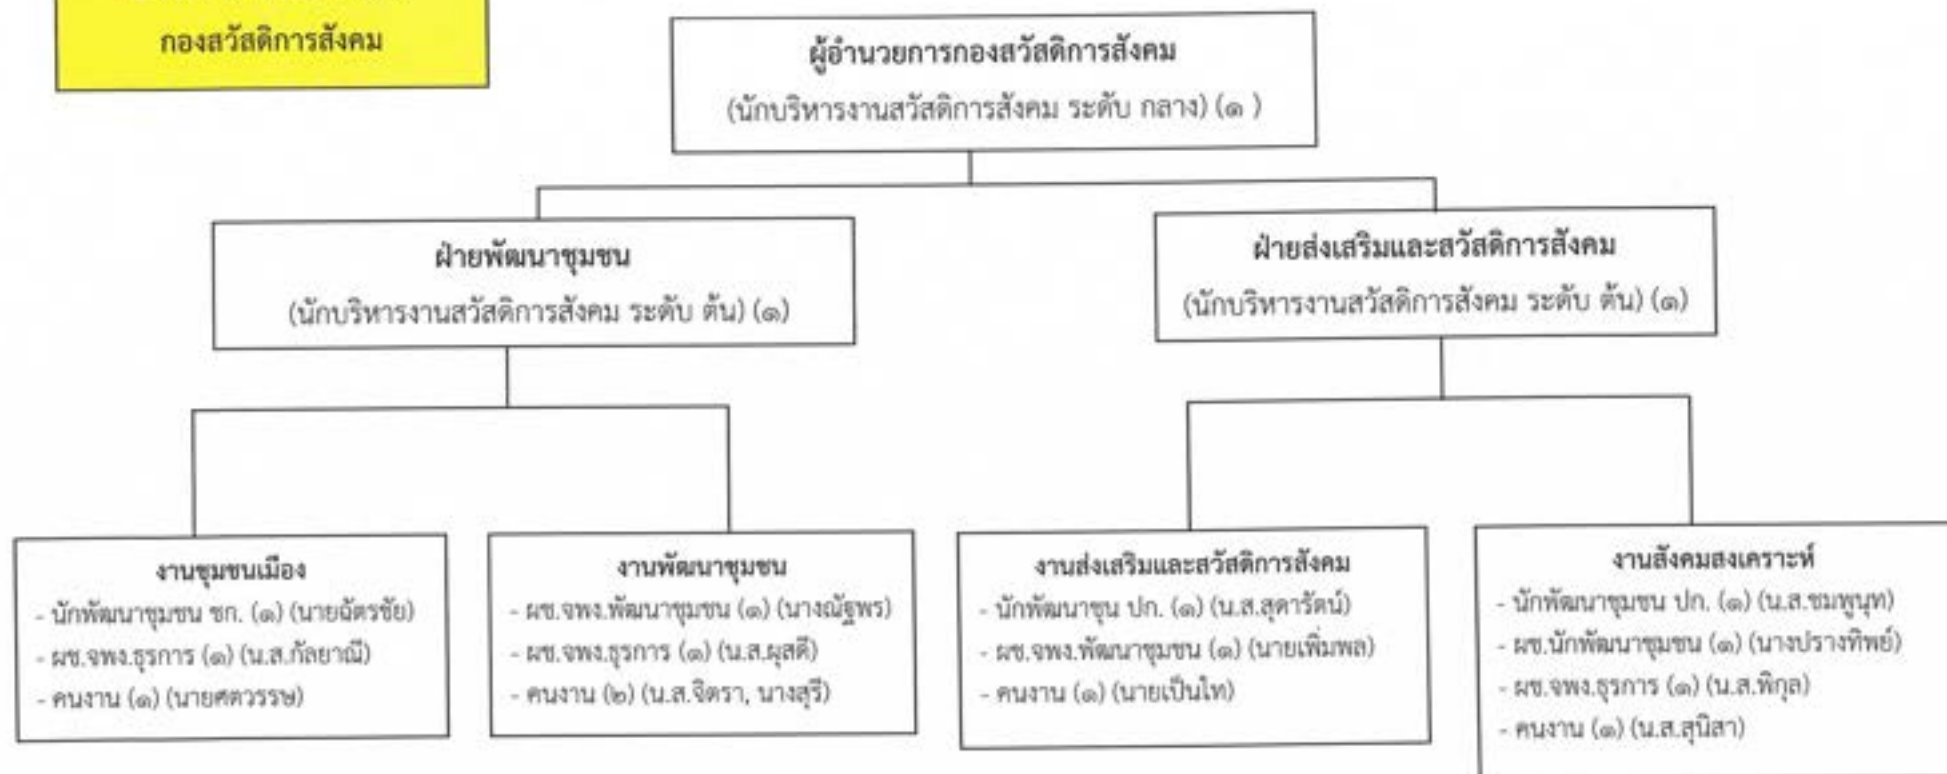 กองสวัสดิการสังคม
ผู้อำนวยการกองสวัสดิการสังคม
(นักบริหารงานสวัสดิการสังคม ระดับ กลาง) (๑ )
ฝ่ายพัฒนาชุมชน
(นักบริหารงานสวัสดิการสังคม ระดับ ต้น) (๑)
ฝ่ายส่งเสริมและสวัสดิการสังคม
(นักบริหารงานสวัสดิการสังคม ระดับ ต้น) (๑)
งานชุมชนเมือง
- นักพัฒนาชุมชน ชก. (๑) (นายฉัตรชัย)
- ผช.จพง.ธุรการ (๑) (น.ส.กัลยาณี)
- คนงาน (๑) (นายศตวรรษ)
งานพัฒนาชุมชน
- ผช.จพง.พัฒนาชุมชน (๑) (นางณัฐพร)
- ผช.จพง.ธุรการ (๑) (น.ส.ผุสดี)
- คนงาน (๒) (น.ส.จิตรา, นางสุรี)
งานส่งเสริมและสวัสดิการสังคม
- นักพัฒนาชุน ปก. (๑) (น.ส.สุดารัตน์)
- ผช.จพง.พัฒนาชุมชน (๑) (นายเพิ่มพล)
- คนงาน (๑) (นายเป็นไท)
งานสังคมสงเคราะห์
- นักพัฒนาชุมชน ปก. (๑) (น.ส.ชมพูนุท)
- ผช.นักพัฒนาชุมชน (๑) (นางปรางทิพย์)
- ผช.จพง.ธุรการ (๑) (น.ส.พิกุล)
- คนงาน (๑) (น.ส.สุนิสา)